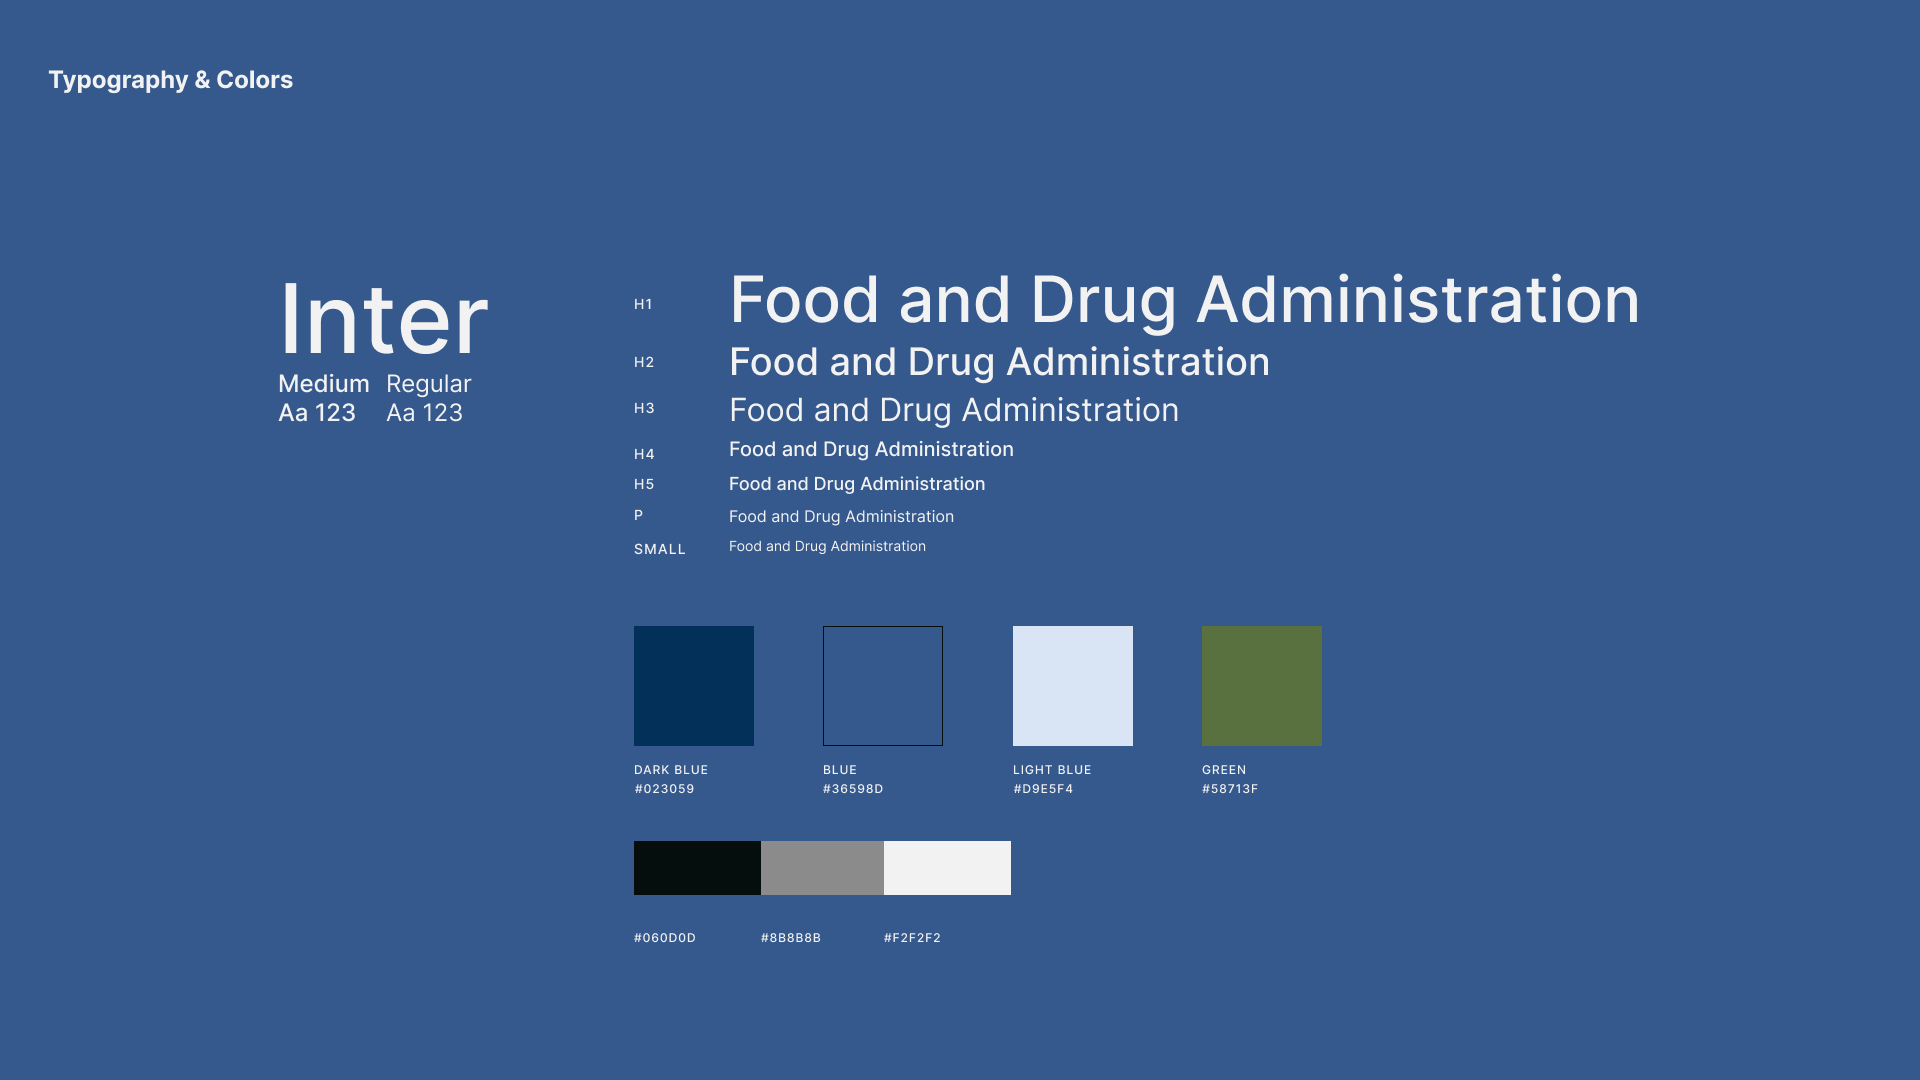 Typography & Colors
Inter
Medium Regular
Aa 123 Aa 123
H1 Food and Drug Administration
H2 Food and Drug Administration
H3 Food and Drug Administration
H4 Food and Drug Administration
H5 Food and Drug Administration
P Food and Drug Administration
SMALL Food and Drug Administration
DARK BLUE BLUE LIGHT BLUE GREEN
#023059 #36598D #D9E5F4 #58713F
#060D0D #8B8B8B #F2F2F2